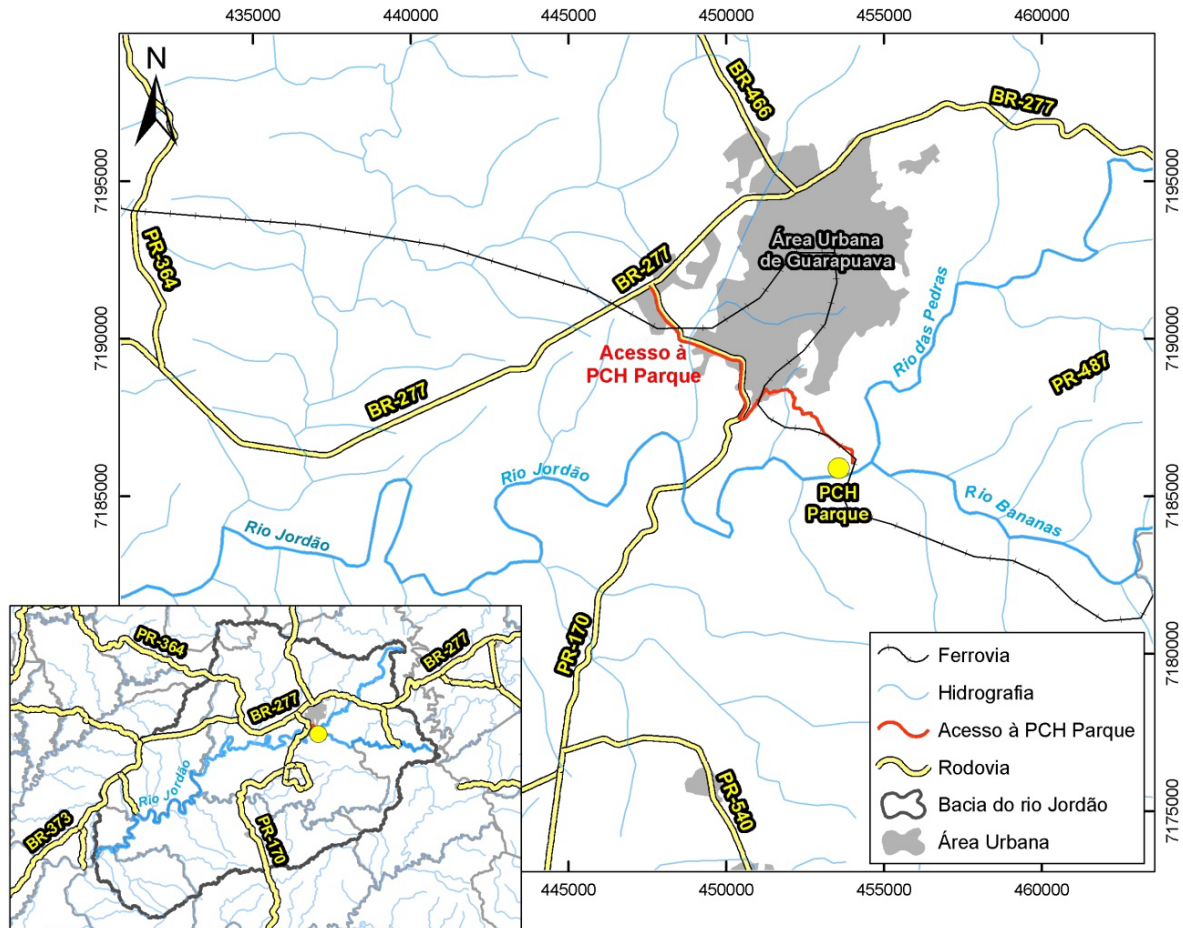 435000
440000
445000
450000
455000
460000
N
BR-466
BR-277
7195000
7195000
PR-364
Área Urbana
de Guarapuava
BR-277
Rio das Pedras
7190000
7190000
Acesso à
PCH Parque
PR-487
BR-277
Rio Jordão
PCH
Parque
Rio Bananas
7185000
7185000
Rio Jordão
PR-170
7180000
PR-540
7175000
445000
450000
455000
460000
PR-364
BR-277
BR-277
Rio Jordão
BR-373
PR-170
Ferrovia
Hidrografia
Acesso à PCH Parque
Rodovia
Bacia do rio Jordão
Área Urbana